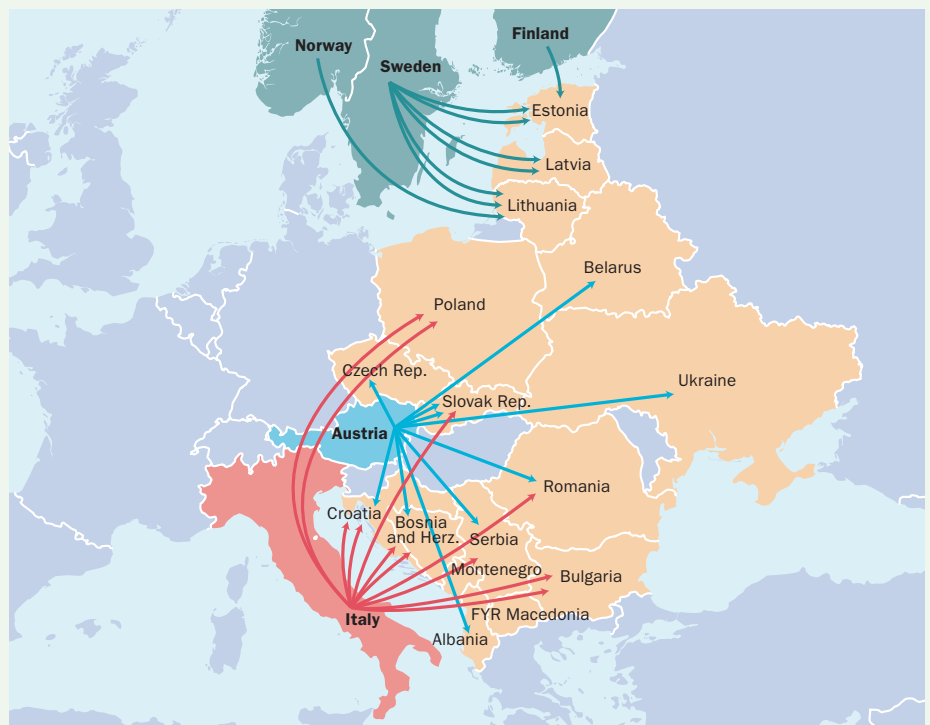 Finland
Norway
Sweden
Estonia
Latvia
Lithuania
Belarus
Poland
Czech Rep.
Ukraine
Slovak Rep.
Austria
Romania
Croatia
Bosnia
and Herz.
Serbia
Montenegro
Bulgaria
FYR Macedonia
Italy
Albania